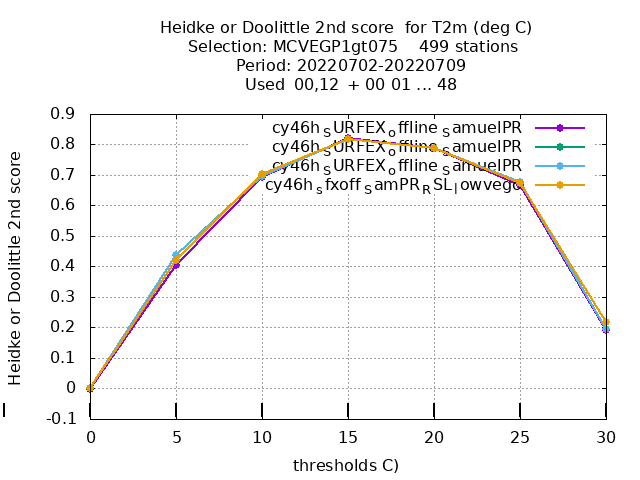 Heidke or Doolittle 2nd score  for T2m (deg C)
Selection: MCVEGP1gt075    499 stations
Period: 20220702-20220709
Used  00,12 + 00 01 ... 48
Heidke or Doolittle 2nd score
0.9
0.8
0.7
0.6
0.5
0.4
0.3
0.2
0.1
0
-0.1
cy46h_SURFEX_offline_SamuelPR
cy46h_SURFEX_offline_SamuelPR
cy46h_SURFEX_offline_SamuelPR
cy46h_sfxoff_SamPR_RSL_lowvego
0 5 10 15 20 25 30
thresholds C)